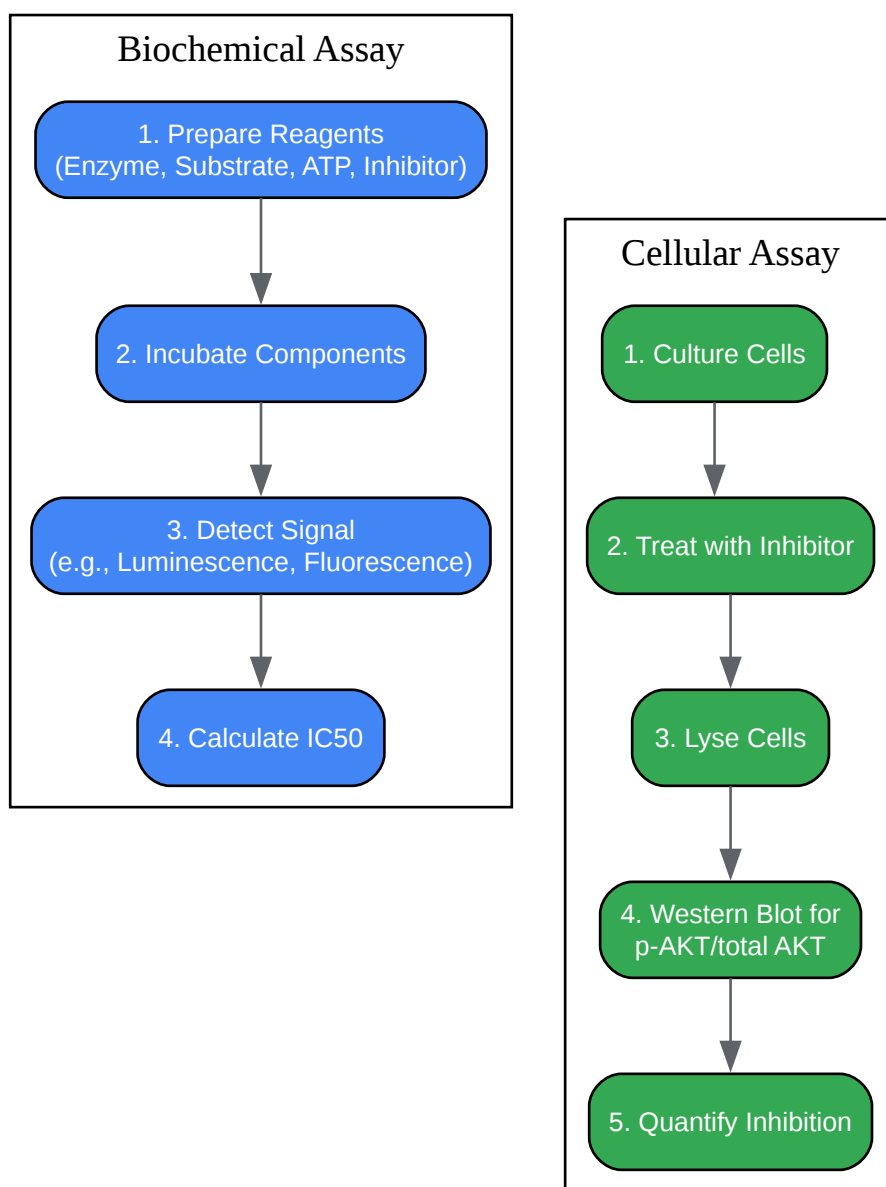 Biochemical Assay
1. Prepare Reagents
(Enzyme, Substrate, ATP, Inhibitor)
2. Incubate Components
3. Detect Signal
(e.g., Luminescence, Fluorescence)
4. Calculate IC50
Cellular Assay
1. Culture Cells
2. Treat with Inhibitor
3. Lyse Cells
4. Western Blot for
p-AKT/total AKT
5. Quantify Inhibition